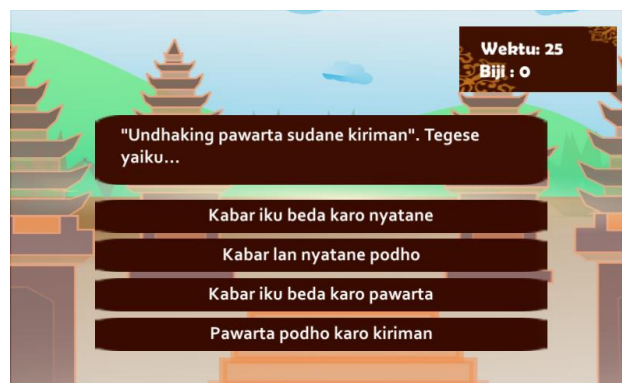 Wektu: 25
Biji : 0
"Undhaking pawarta sudane kiriman". Tegese
yaiku...
Kabar iku beda karo nyatane
Kabar lan nyatane podho
Kabar iku beda karo pawarta
Pawarta podho karo kiriman